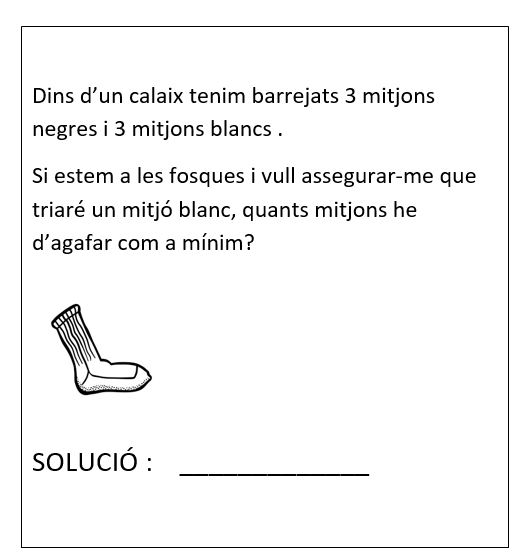 Dins d’un calaix tenim barrejats 3 mitjons
negres i 3 mitjons blancs .
Si estem a les fosques i vull assegurar-me que
triaré un mitjó blanc, quants mitjons he
d’agafar com a mínim?
SOLUCIÓ : _____________